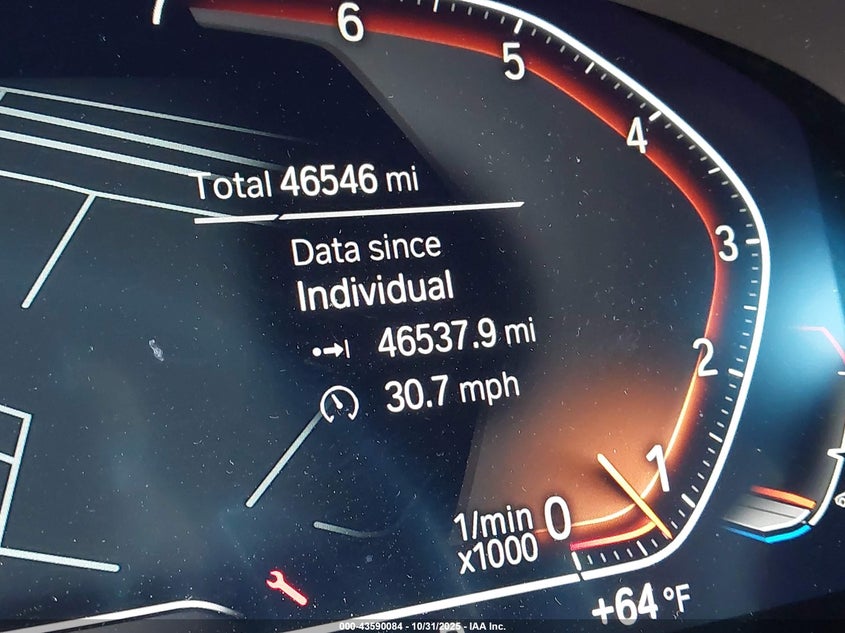 6
5
4
Total 46546 mi
3
Data since
Individual
46537.9 mi
2
30.7 mph
1
1/min 0
x1000
+64 °F
000-43590084 - 10/31/2025 - IAA Inc.